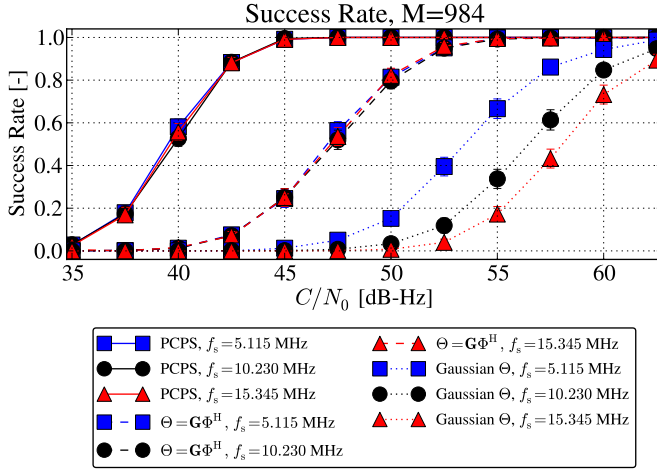 Success Rate, M=984
Success Rate [-]
1.0
0.8
0.6
0.4
0.2
0.0
35 40 45 50 55 60
C/N₀ [dB-Hz]
PCPS, fₛ=5.115 MHz
PCPS, fₛ=10.230 MHz
PCPS, fₛ=15.345 MHz
Θ=GΦᴴ, fₛ=5.115 MHz
Θ=GΦᴴ, fₛ=10.230 MHz
Θ=GΦᴴ, fₛ=15.345 MHz
Gaussian Θ, fₛ=5.115 MHz
Gaussian Θ, fₛ=10.230 MHz
Gaussian Θ, fₛ=15.345 MHz